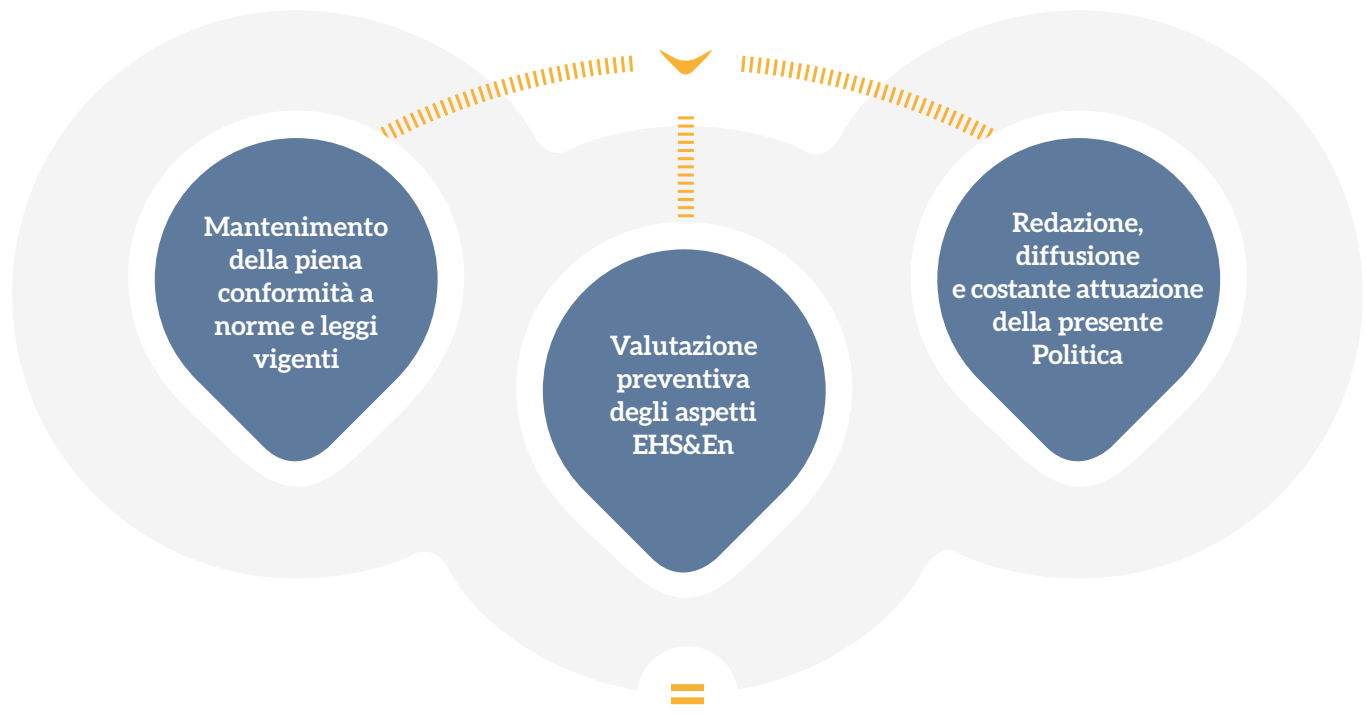 Mantenimento
della piena
conformità a
norme e leggi
vigenti
Valutazione
preventiva
degli aspetti
EHS&En
Redazione,
diffusione
e costante attuazione
della presente
Politica
=